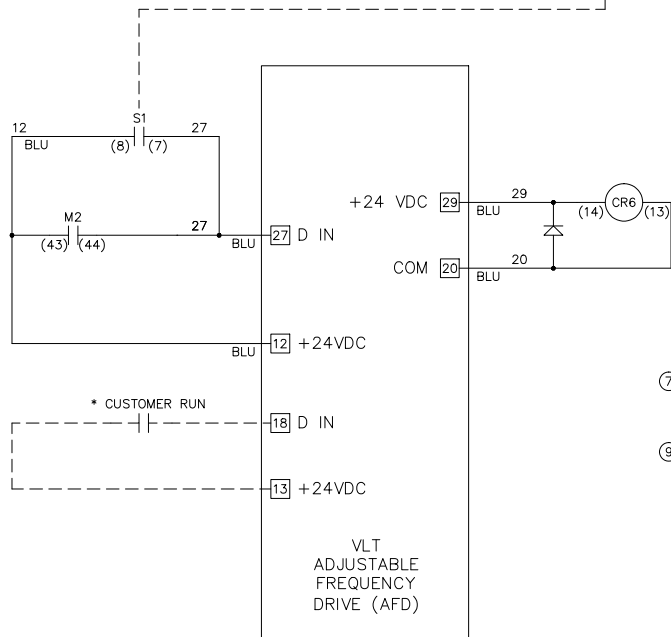 S1
12
27
BLU
(8)
(7)
M2
27
(43)
(44)
BLU
27 D IN
+24 VDC 29
29
BLU
(14)
CR6
(13)
COM 20
20
BLU
BLU
12 +24VDC
7
* CUSTOMER RUN
18 D IN
9
13 +24VDC
VLT
ADJUSTABLE
FREQUENCY
DRIVE (AFD)